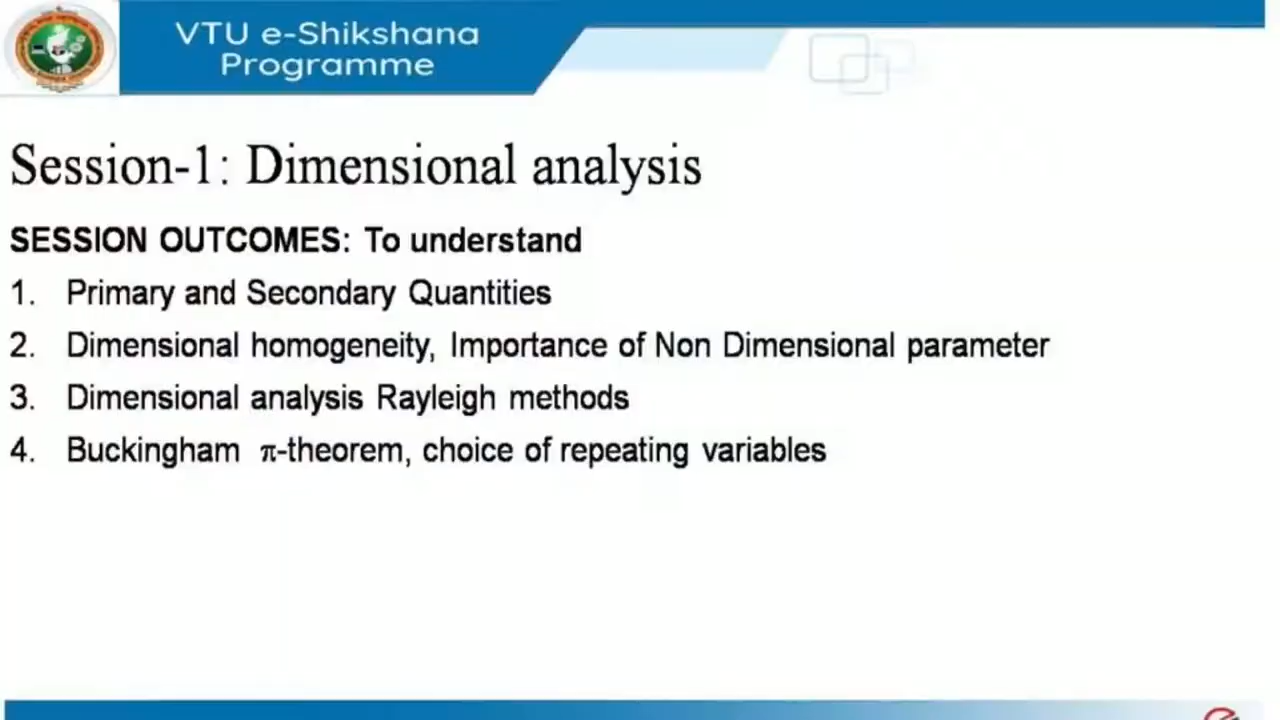 VTU e-Shikshana
Programme
Session-1: Dimensional analysis
SESSION OUTCOMES: To understand
1. Primary and Secondary Quantities
2. Dimensional homogeneity, Importance of Non Dimensional parameter
3. Dimensional analysis Rayleigh methods
4. Buckingham π-theorem, choice of repeating variables